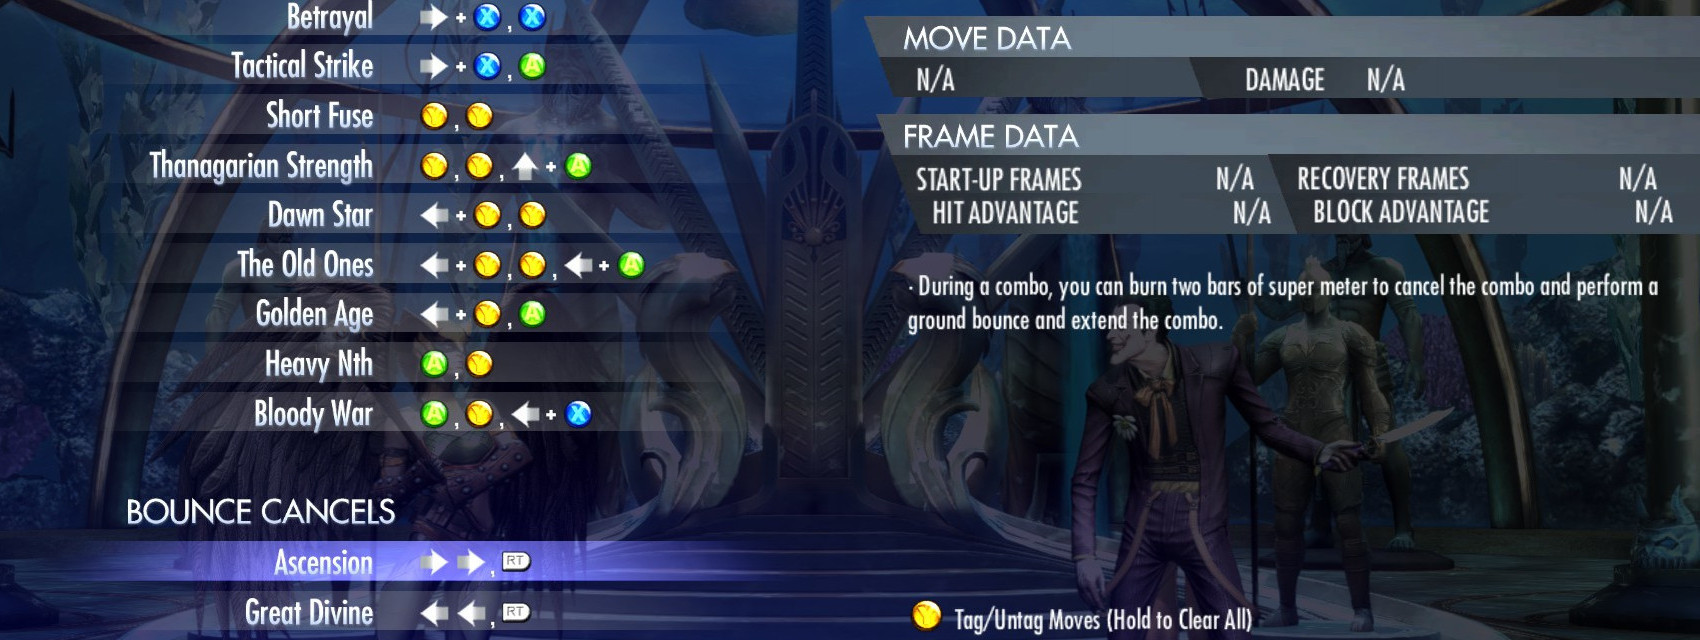 Betrayal + X , X
Tactical Strike + X , A
Short Fuse Y , Y
Thanagarian Strength Y , Y , + A
Dawn Star + Y , Y
The Old Ones + Y , Y , + A
Golden Age + Y , A
Heavy Nth A , Y
Bloody War A , Y , + X
BOUNCE CANCELS
Ascension , RT
Great Divine , RT
MOVE DATA
N/A DAMAGE N/A
FRAME DATA
START-UP FRAMES N/A RECOVERY FRAMES N/A
HIT ADVANTAGE N/A BLOCK ADVANTAGE N/A
· During a combo, you can burn two bars of super meter to cancel the combo and perform a
ground bounce and extend the combo.
Y Tag/Untag Moves (Hold to Clear All)